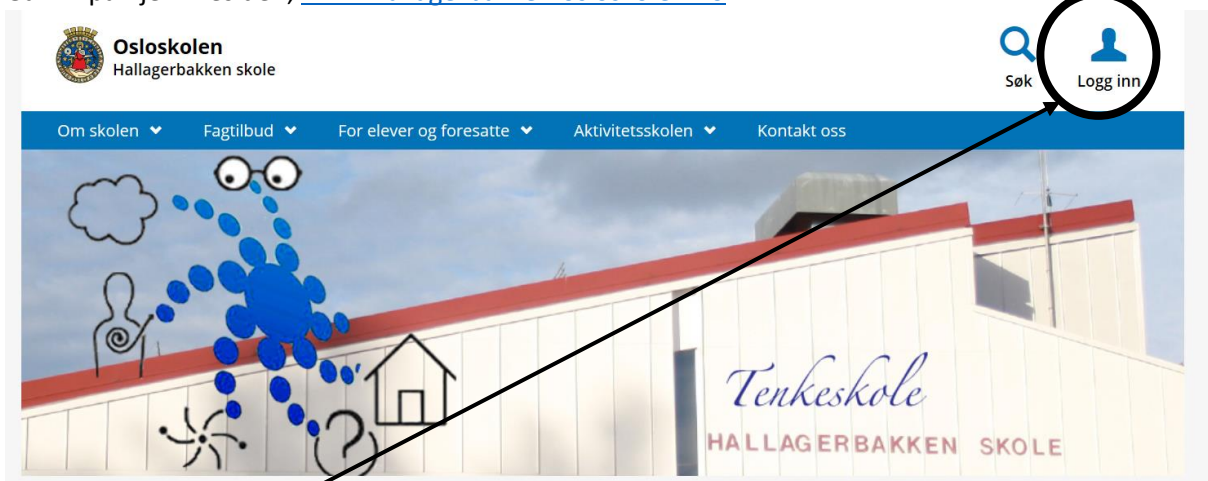 Osloskolen
Hallagerbakken skole
Søk
Logg inn
Om skolen
Fagtilbud
For elever og foresatte
Aktivitetsskolen
Kontakt oss
?
Tenkeskole
HALLAGERBAKKEN SKOLE